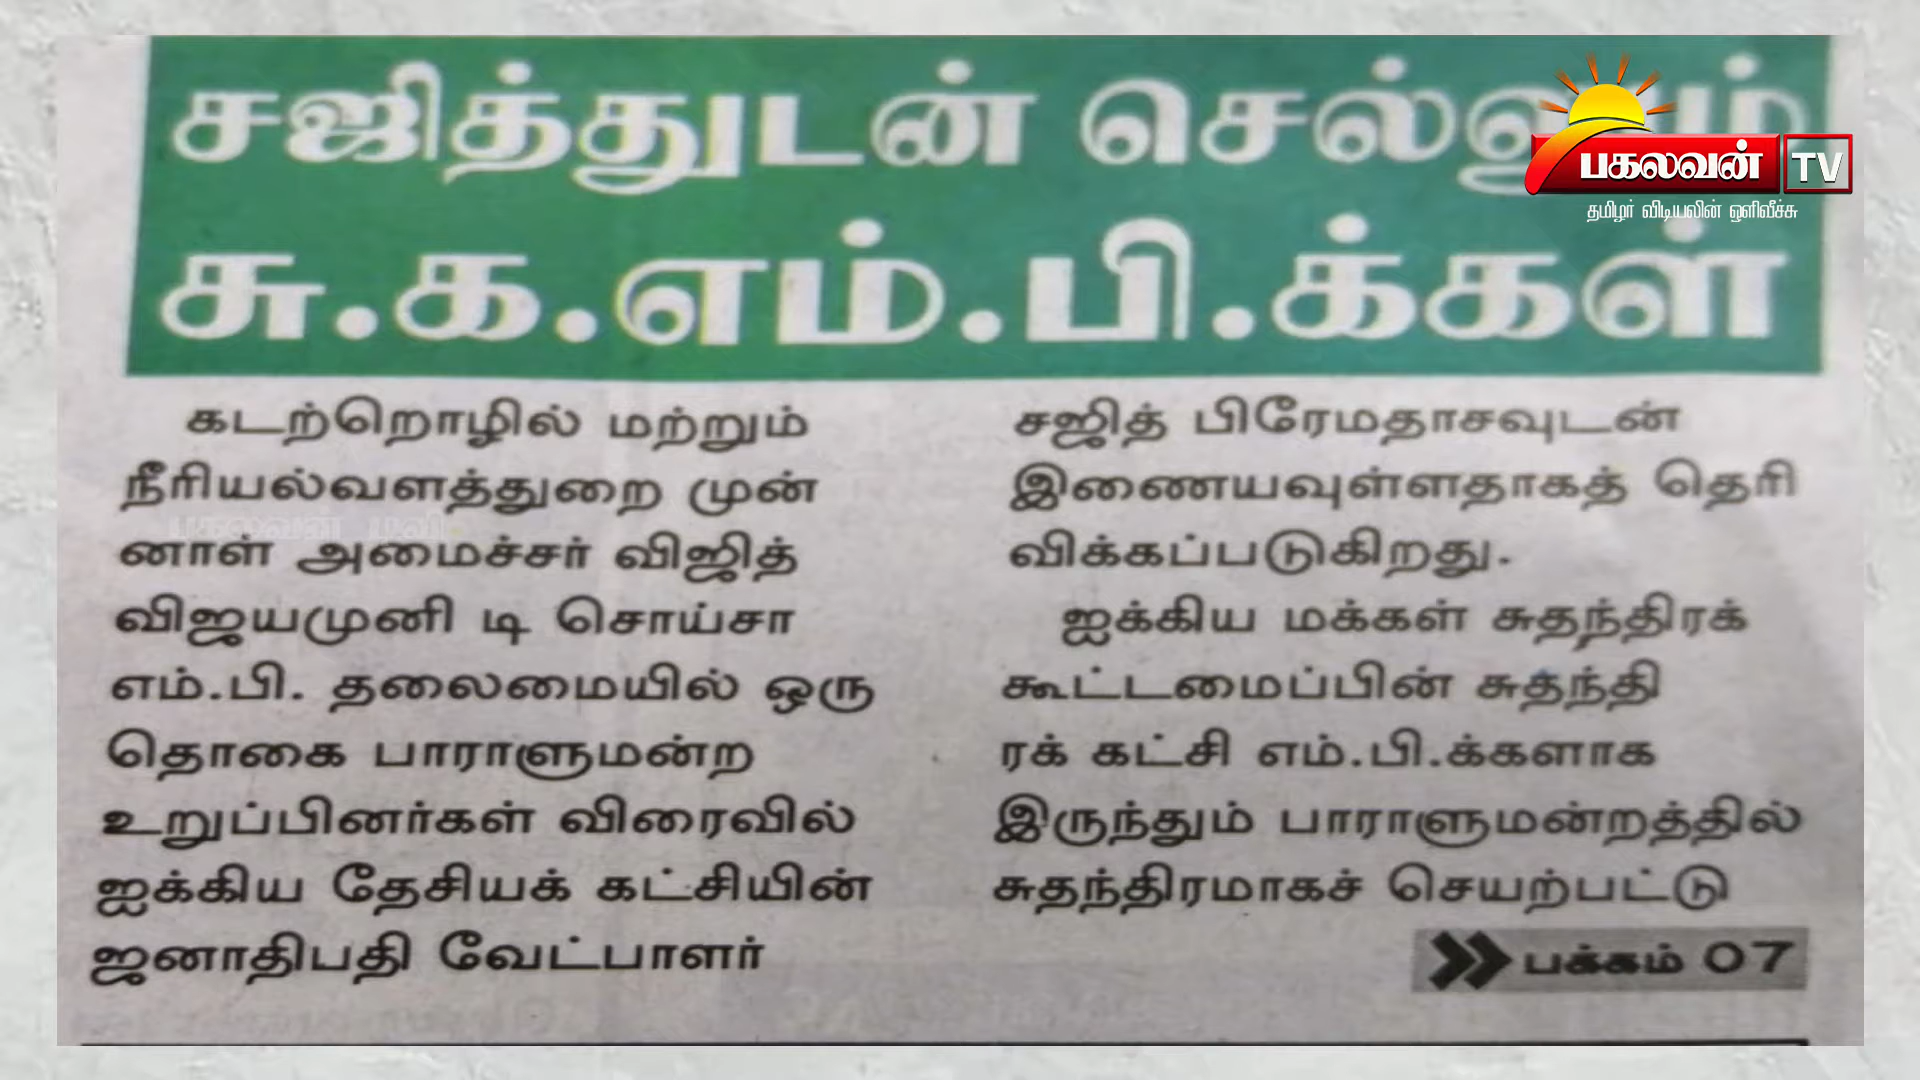 சஜித்துடன் செல்லும்
சு.க.எம்.பி.க்கள்
பகலவன் TV
தமிழர் விடியலின் ஒளிவீச்சு
கடற்றொழில் மற்றும்
நீரியல்வளத்துறை முன்
னாள் அமைச்சர் விஜித்
விஜயமுனி டி சொய்சா
எம்.பி. தலைமையில் ஒரு
தொகை பாராளுமன்ற
உறுப்பினர்கள் விரைவில்
ஐக்கிய தேசியக் கட்சியின்
ஜனாதிபதி வேட்பாளர்
சஜித் பிரேமதாசவுடன்
இணையவுள்ளதாகத் தெரி
விக்கப்படுகிறது.
ஐக்கிய மக்கள் சுதந்திரக்
கூட்டமைப்பின் சுதந்தி
ரக் கட்சி எம்.பி.க்களாக
இருந்தும் பாராளுமன்றத்தில்
சுதந்திரமாகச் செயற்பட்டு
பக்கம் 07